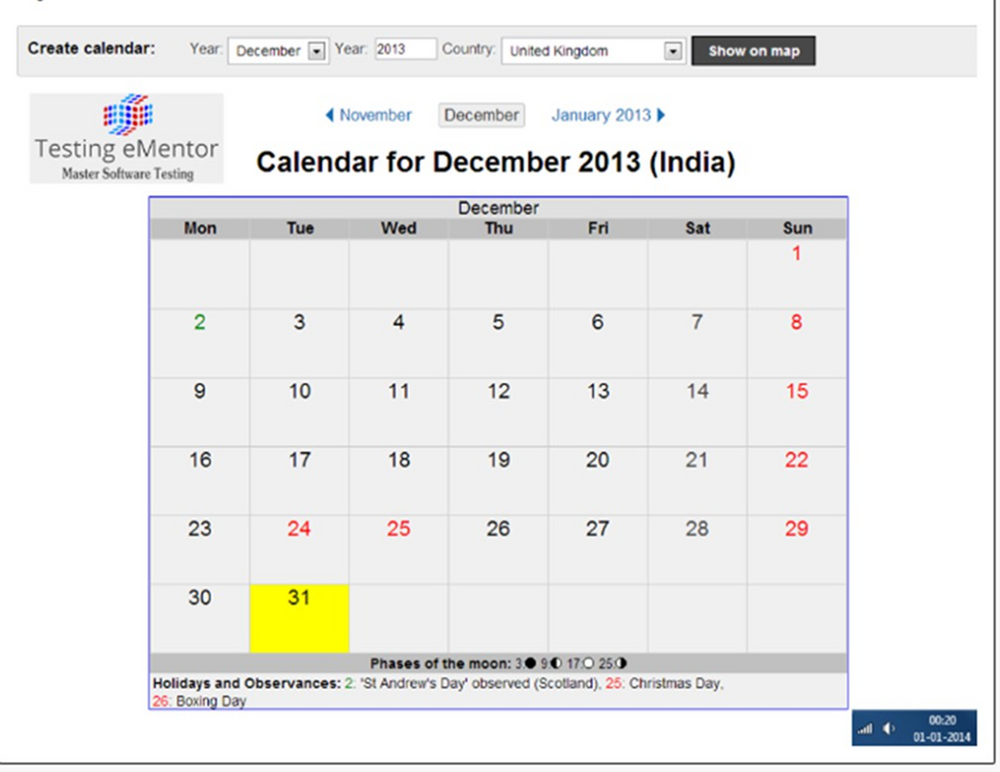 Create calendar: Year: December Year: 2013 Country: United Kingdom Show on map
November December January 2013
Testing eMentor
Master Software Testing
Calendar for December 2013 (India)
December
Mon Tue Wed Thu Fri Sat Sun
1
2 3 4 5 6 7 8
9 10 11 12 13 14 15
16 17 18 19 20 21 22
23 24 25 26 27 28 29
30 31
Phases of the moon: 3: 9: 17: 25:
Holidays and Observances: 2: 'St Andrew's Day' observed (Scotland), 25: Christmas Day,
26: Boxing Day
00:20
01-01-2014